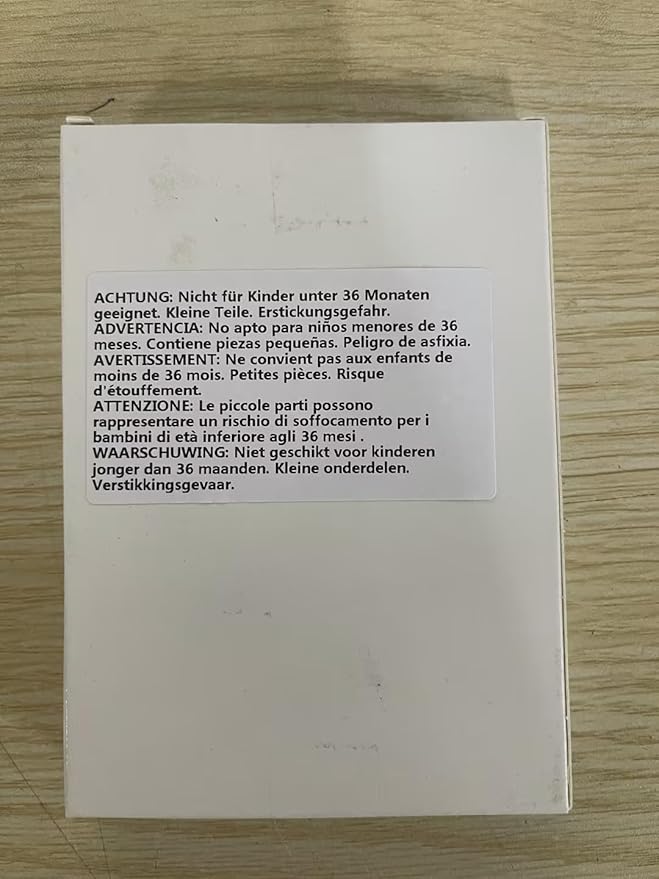 ACHTUNG: Nicht für Kinder unter 36 Monaten
geeignet. Kleine Teile. Erstickungsgefahr.
ADVERTENCIA: No apto para niños menores de 36
meses. Contiene piezas pequeñas. Peligro de asfixia.
AVERTISSEMENT: Ne convient pas aux enfants de
moins de 36 mois. Petites pièces. Risque
d'étouffement.
ATTENZIONE: Le piccole parti possono
rappresentare un rischio di soffocamento per i
bambini di età inferiore agli 36 mesi .
WAARSCHUWING: Niet geschikt voor kinderen
jonger dan 36 maanden. Kleine onderdelen.
Verstikkingsgevaar.